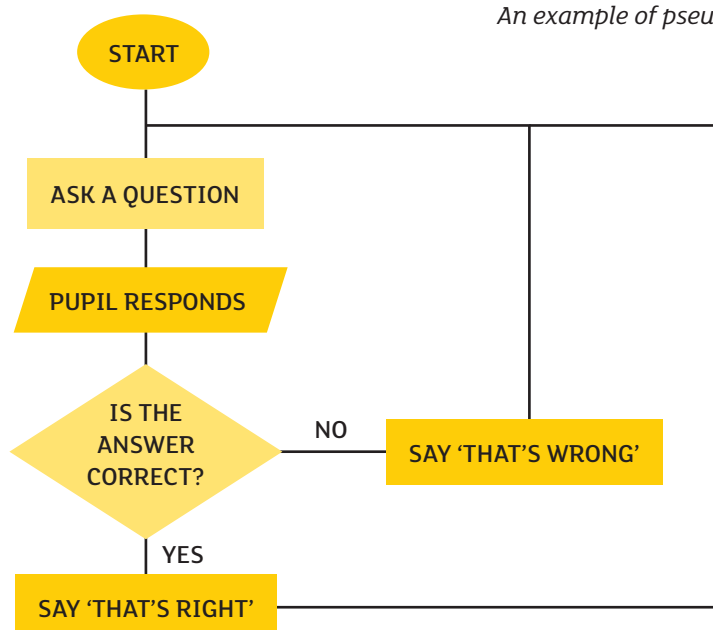 An example of pseu
START
ASK A QUESTION
PUPIL RESPONDS
IS THE
ANSWER
CORRECT?
NO
SAY ‘THAT’S WRONG’
YES
SAY ‘THAT’S RIGHT’